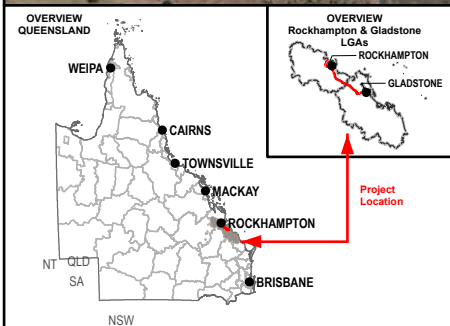 OVERVIEW
QUEENSLAND
WEIPA
CAIRNS
TOWNSVILLE
MACKAY
ROCKHAMPTON
BRISBANE
NT
QLD
SA
NSW
OVERVIEW
Rockhampton & Gladstone
LGAs
ROCKHAMPTON
GLADSTONE
Project
Location